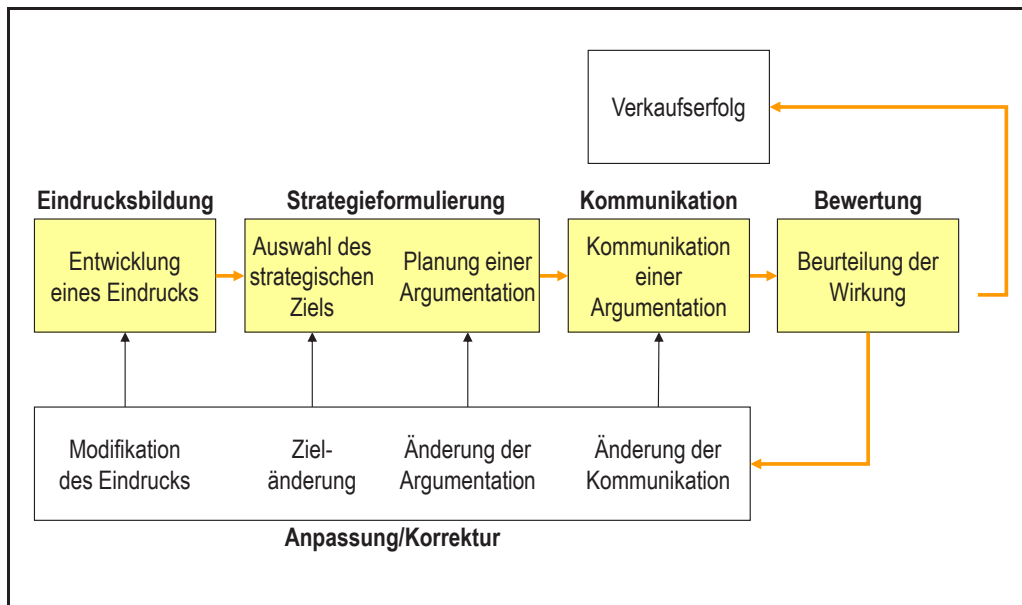 Verkaufserfolg
Eindrucksbildung
Strategieformulierung
Kommunikation
Bewertung
Entwicklung
eines Eindrucks
Auswahl des
strategischen
Ziels
Planung einer
Argumentation
Kommunikation
einer
Argumentation
Beurteilung der
Wirkung
Modifikation
des Eindrucks
Ziel-
änderung
Änderung der
Argumentation
Änderung der
Kommunikation
Anpassung/Korrektur